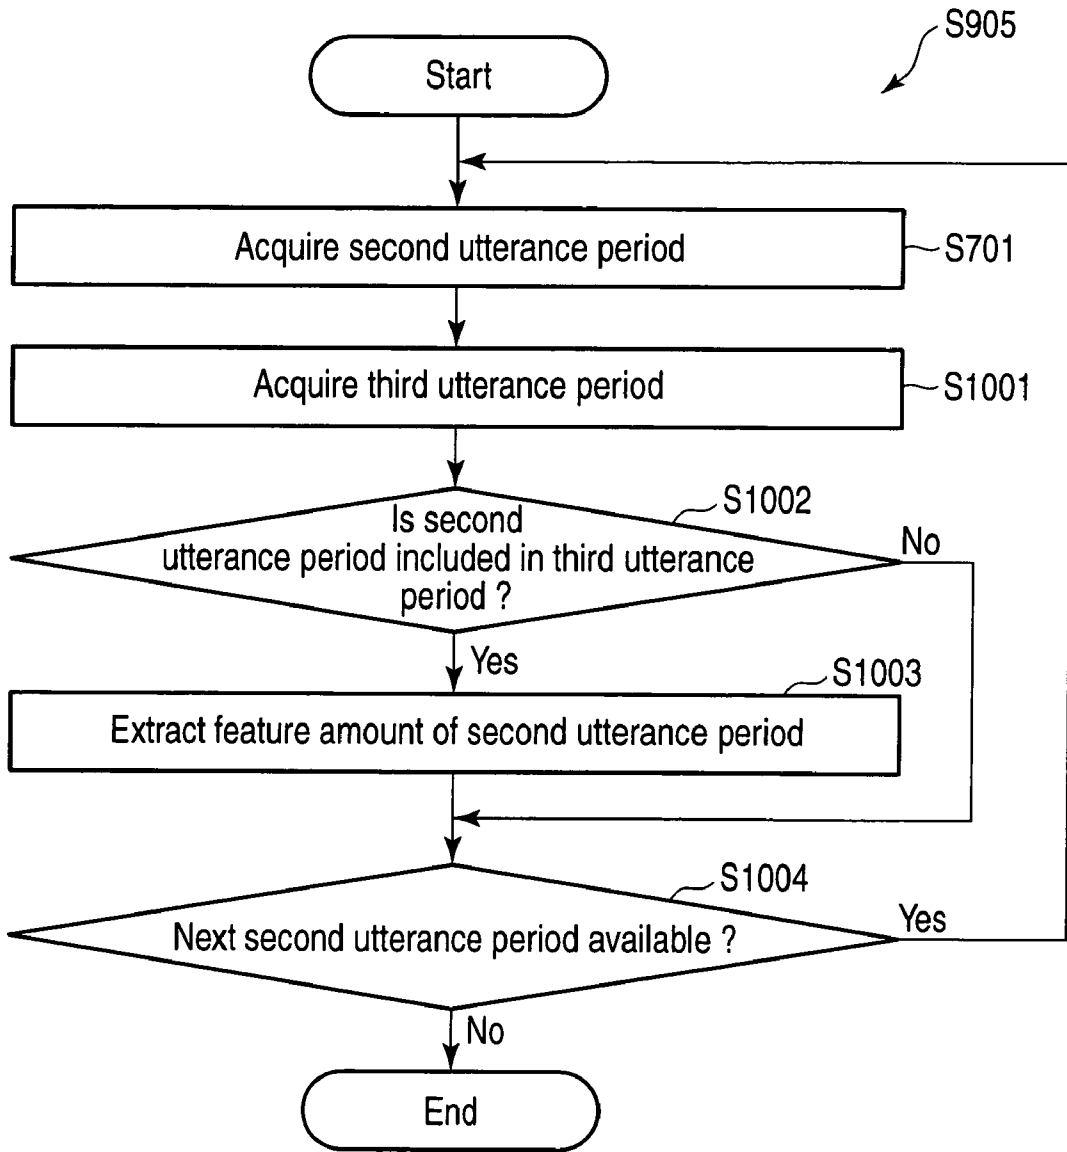 S905
Start
Acquire second utterance period
S701
Acquire third utterance period
S1001
S1002
Is second
utterance period included in third utterance
period ?
No
Yes
S1003
Extract feature amount of second utterance period
S1004
Next second utterance period available ?
Yes
No
End